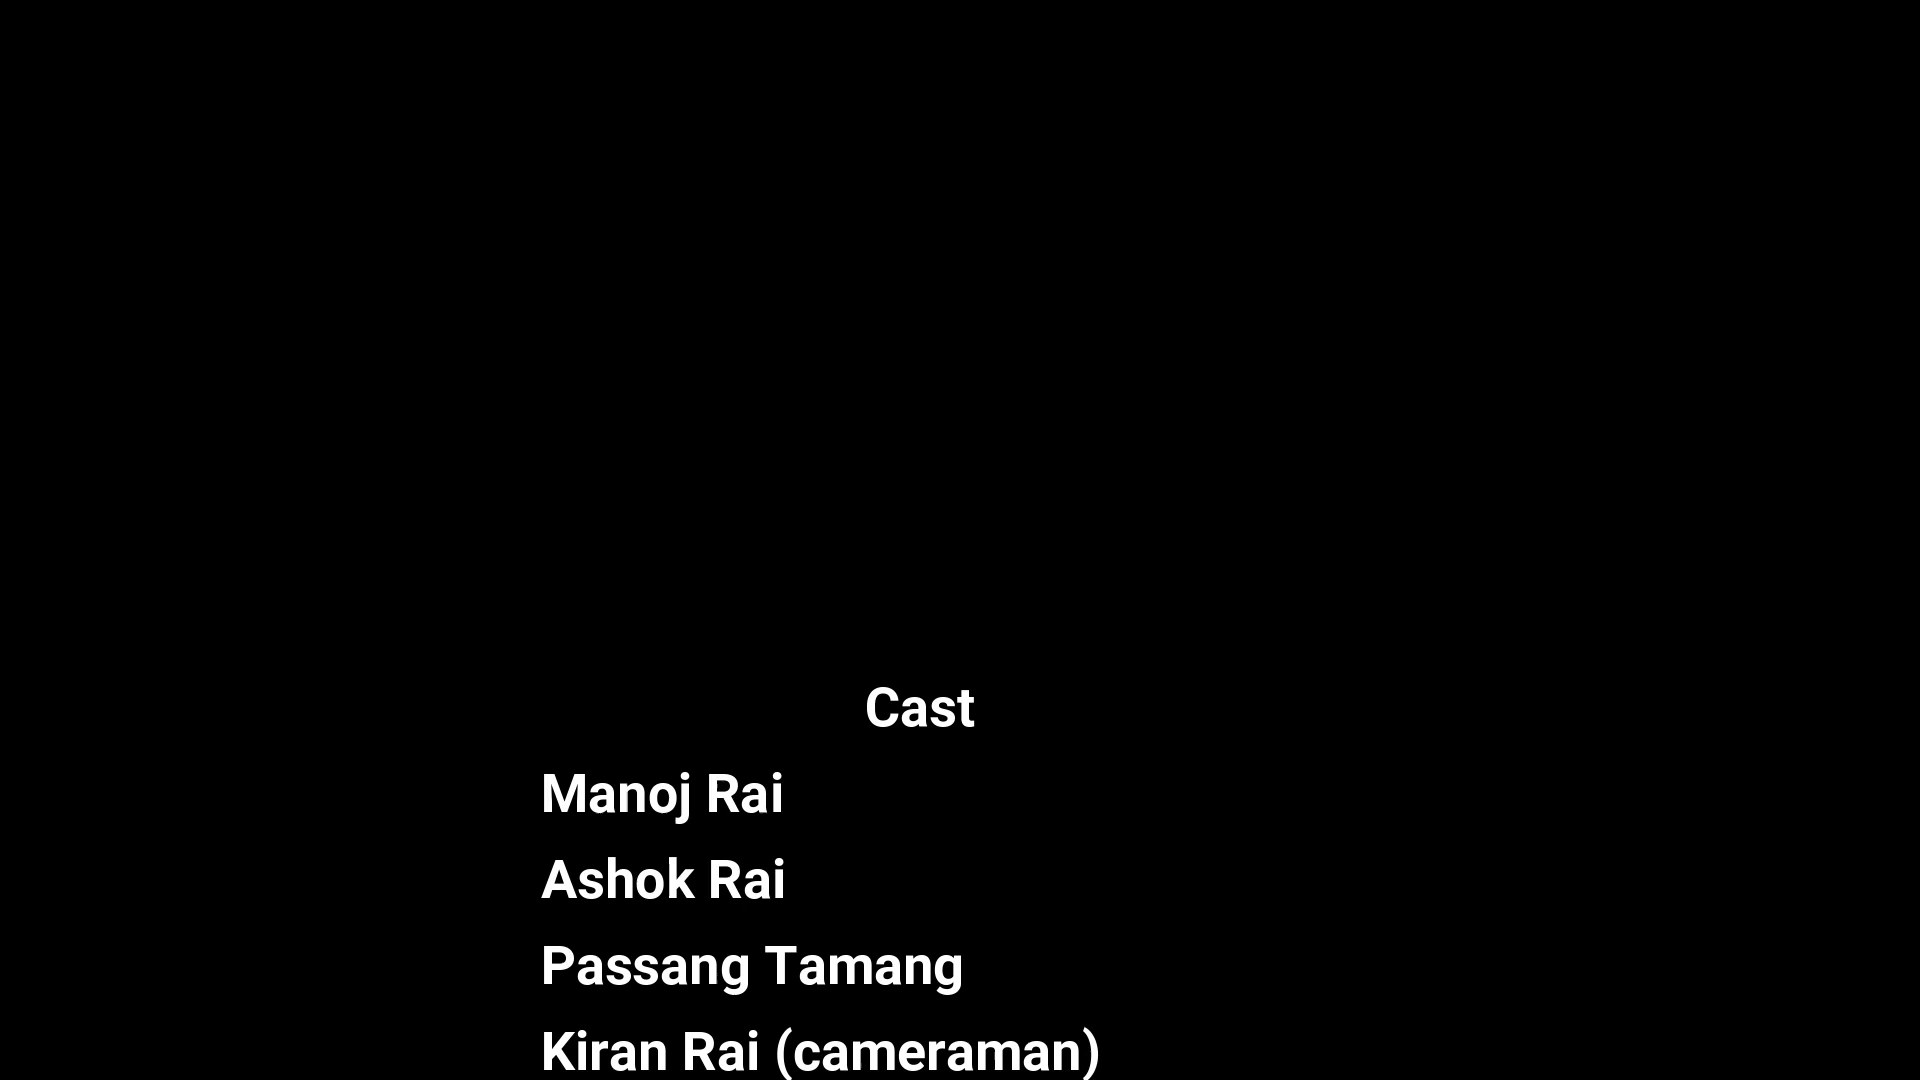 Cast
Manoj Rai
Ashok Rai
Passang Tamang
Kiran Rai (cameraman)